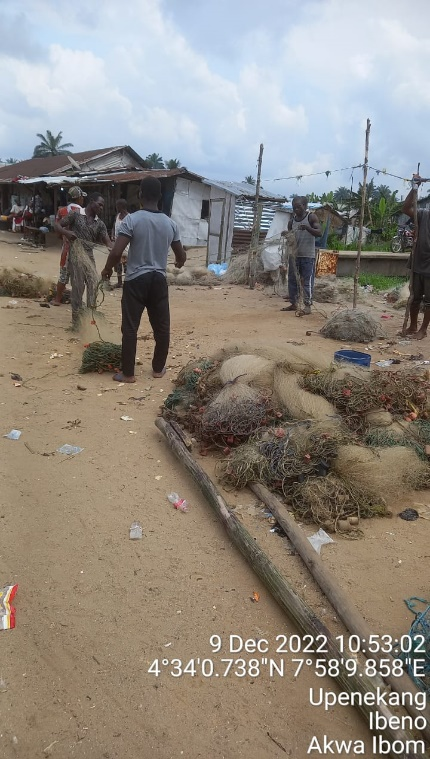 9 Dec 2022 10:53:02
4°34'0.738"N 7°58'9.858"E
Upenekang
Ibeno
Akwa Ibom